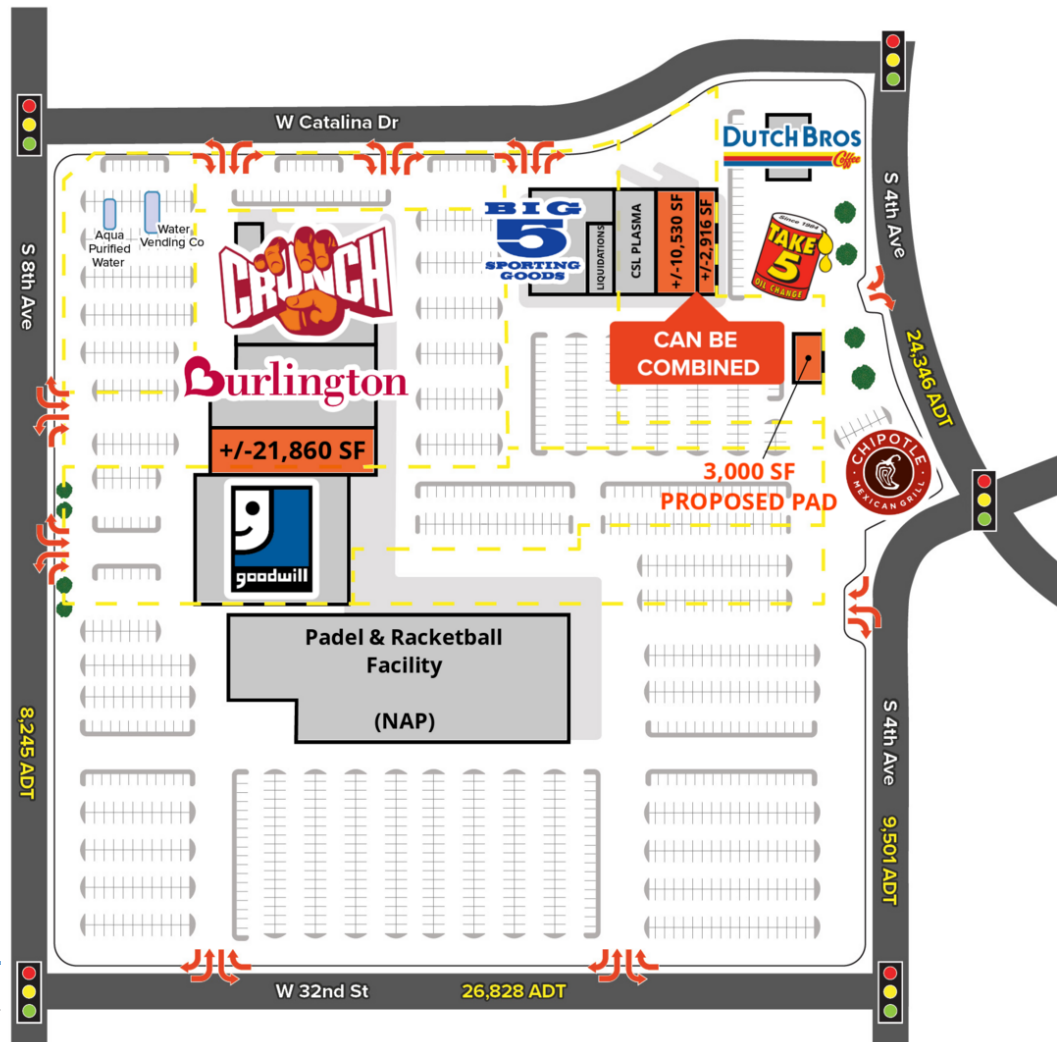 W Catalina Dr
DUTCH BROS
Coffee
S 4th Ave
S 8th Ave
Aqua
Purified
Water
Water
Vending Co
CRUNCH
BIG
5
SPORTING
GOODS
LIQUIDATIONS
CSL PLASMA
+/-10,530 SF
+/-2,916 SF
Since 1984
TAKE
5
OIL CHANGE
CAN BE
COMBINED
24,346 ADT
Burlington
+/-21,860 SF
3,000 SF
PROPOSED PAD
CHIPOTLE
MEXICAN GRILL
goodwill
Padel & Racketball
Facility
(NAP)
8,245 ADT
S 4th Ave
9,501 ADT
W 32nd St
26,828 ADT